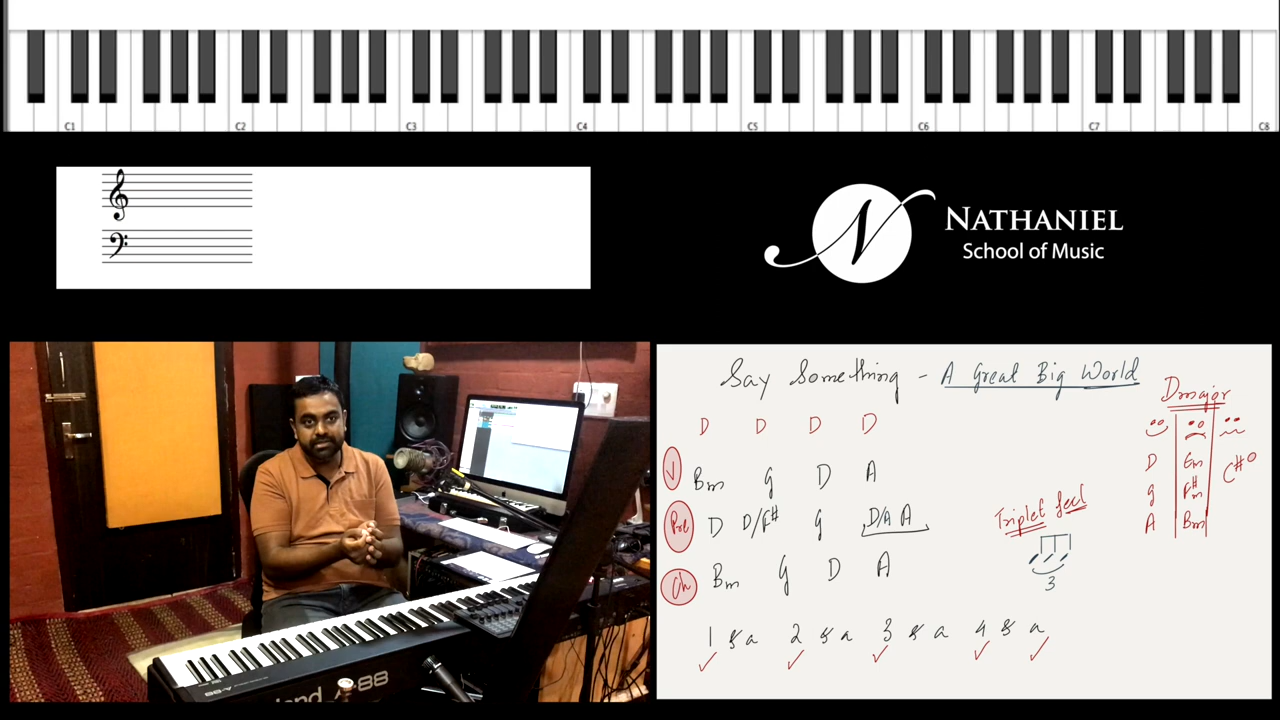 C1 C2 C3 C4 C5 C6 C7 C8
NATHANIEL
School of Music
Say Something - A Great Big World
D major
D D D D
V Bm G D A
D Em C#°
G F#m
A Bm
Pre D D/F# G D/A A
Triplet feel
3
Ch Bm G D A
1 & a 2 & a 3 & a 4 & a
A-88